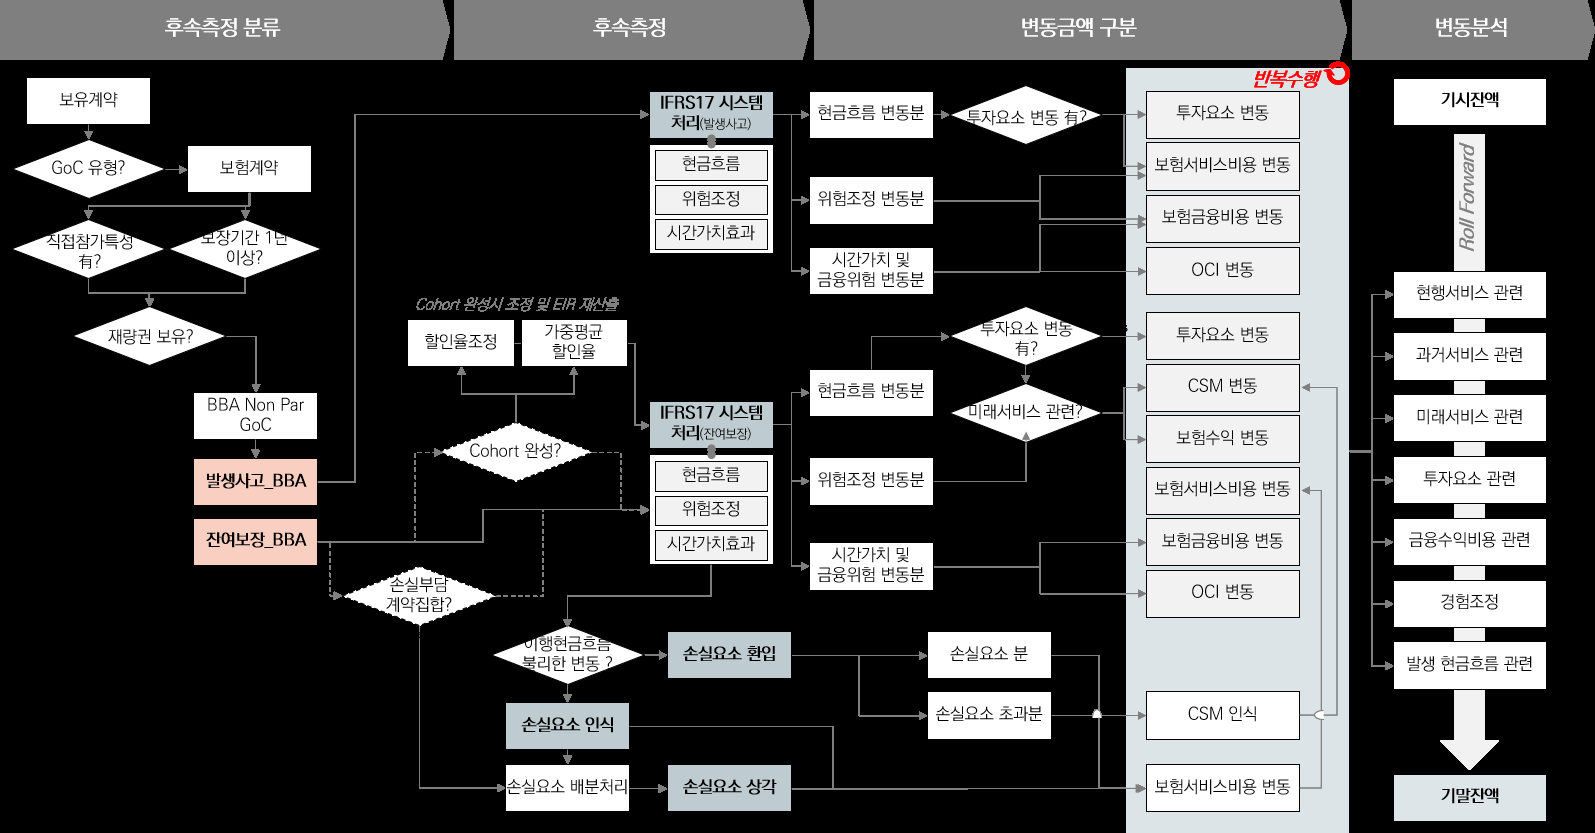 후속측정 분류
후속측정
변동금액 구분
변동분석
보유계약
GoC 유형?
보험계약
직접참가특성
有?
보장기간 1년
이상?
재량권 보유?
BBA Non Par
GoC
발생사고_BBA
잔여보장_BBA
Cohort 완성시 조정 및 EIR 재산출
할인율조정
가중평균
할인율
Cohort 완성?
손실부담
계약집합?
IFRS17 시스템
처리(발생사고)
현금흐름
위험조정
시간가치효과
IFRS17 시스템
처리(잔여보장)
현금흐름
위험조정
시간가치효과
이행현금흐름
불리한 변동 ?
손실요소 환입
손실요소 인식
손실요소 배분처리
손실요소 상각
현금흐름 변동분
투자요소 변동 有?
위험조정 변동분
시간가치 및
금융위험 변동분
투자요소 변동
有?
현금흐름 변동분
미래서비스 관련?
위험조정 변동분
시간가치 및
금융위험 변동분
손실요소 분
손실요소 초과분
반복수행
투자요소 변동
보험서비스비용 변동
보험금융비용 변동
OCI 변동
투자요소 변동
CSM 변동
보험수익 변동
보험서비스비용 변동
보험금융비용 변동
OCI 변동
CSM 인식
보험서비스비용 변동
기시잔액
Roll Forward
현행서비스 관련
과거서비스 관련
미래서비스 관련
투자요소 관련
금융수익비용 관련
경험조정
발생 현금흐름 관련
기말잔액